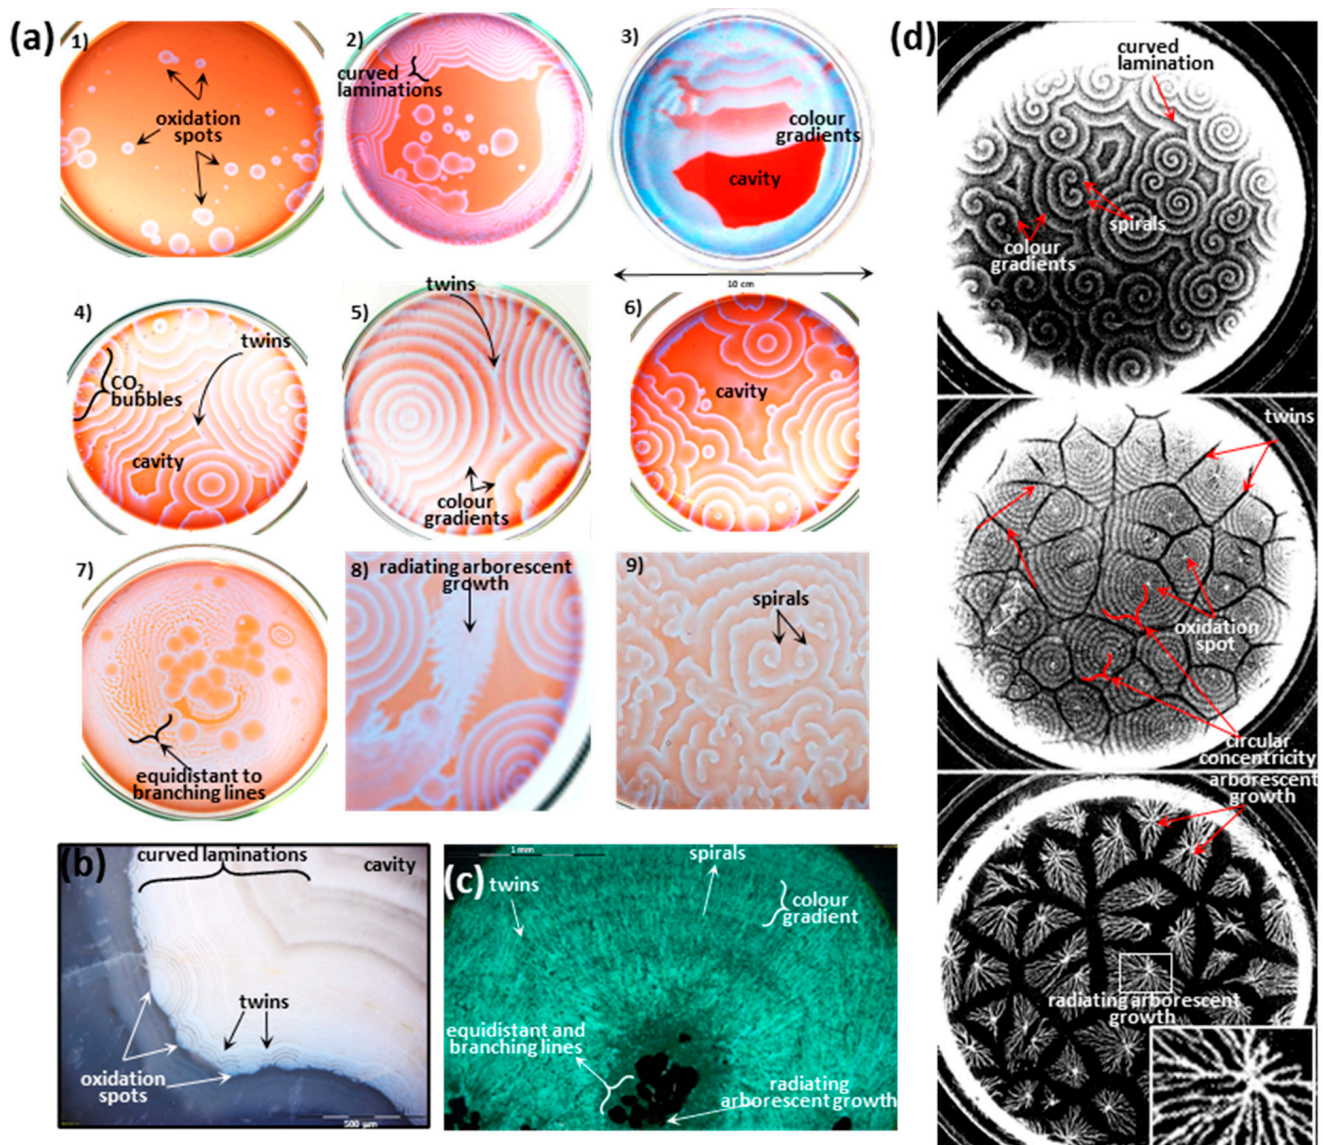 (a)
1)
oxidation
spots
2)
curved
laminations
3)
colour
gradients
cavity
10 cm
4)
twins
CO₂
bubbles
cavity
5)
twins
colour
gradients
6)
cavity
7)
equidistant to
branching lines
8)
radiating arborescent
growth
9)
spirals
(b)
curved laminations
cavity
twins
oxidation
spots
500 µm
(c)
1 mm
spirals
twins
colour
gradient
equidistant and
branching lines
radiating
arborescent growth
(d)
curved
lamination
spirals
colour
gradients
twins
oxidation
spot
circular
concentricity
arborescent
growth
radiating arborescent
growth